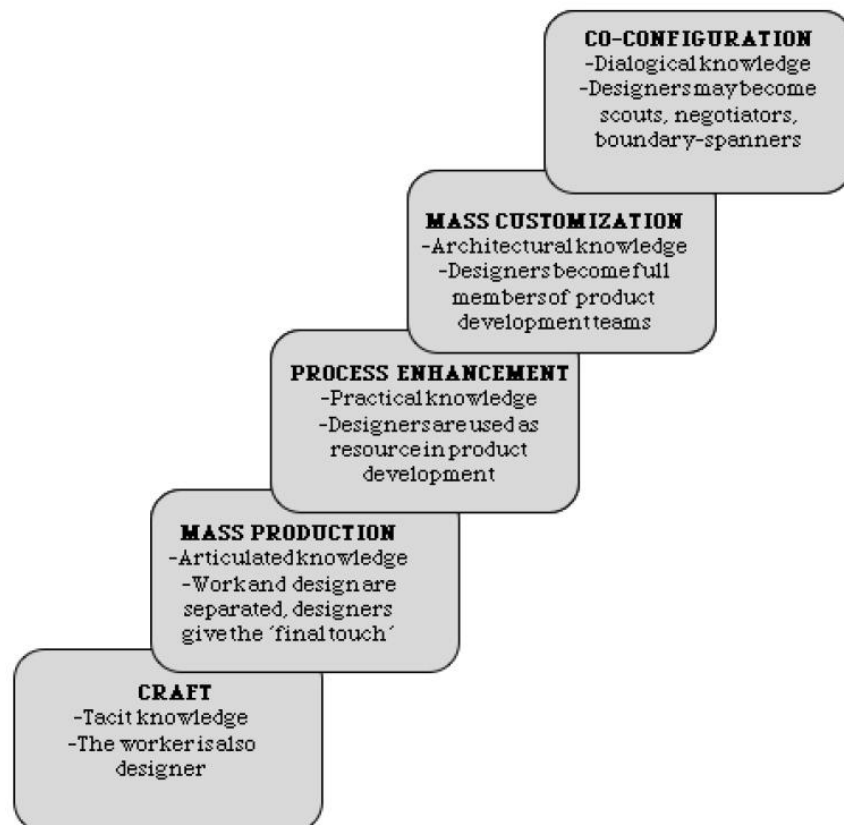 CO-CONFIGURATION
-Dialogical knowledge
-Designers may become
scouts, negotiators,
boundary-spanners
MASS CUSTOMIZATION
-Architectural knowledge
-Designers become full
members of product
development teams
PROCESS ENHANCEMENT
-Practical knowledge
-Designers are used as
resource in product
development
MASS PRODUCTION
-Articulated knowledge
-Work and design are
separated, designers
give the ´final touch´
CRAFT
-Tacit knowledge
-The worker is also
designer